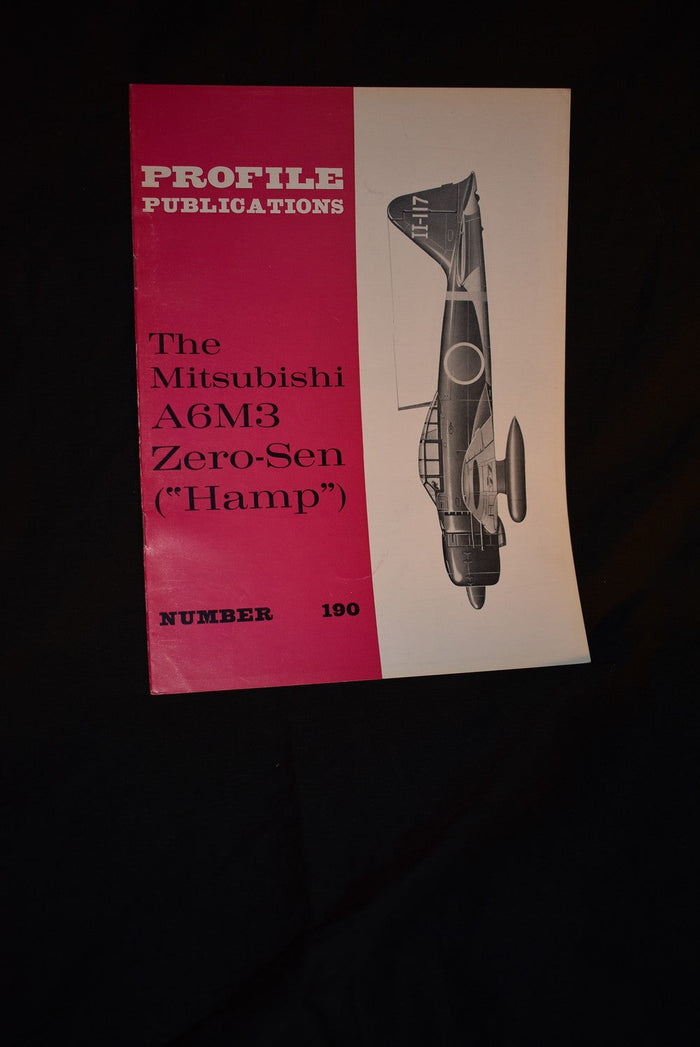 PROFILE
PUBLICATIONS
The
Mitsubishi
A6M3
Zero-Sen
("Hamp")
NUMBER 190
II-117